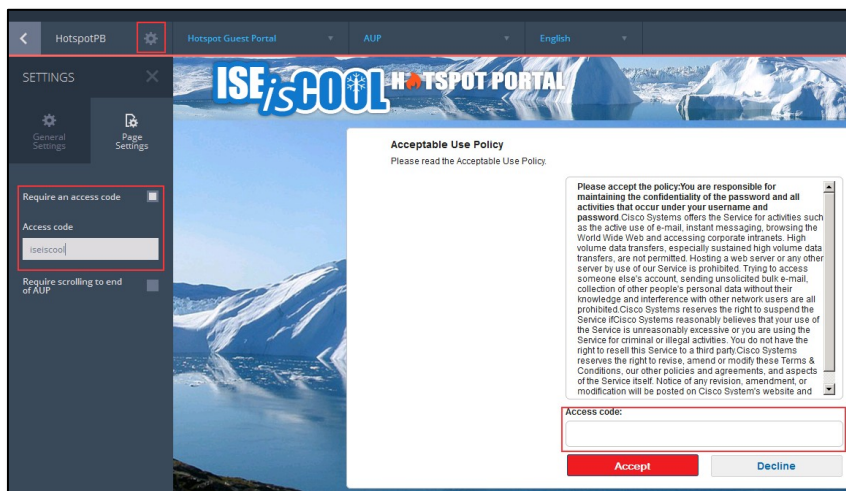 HotspotPB
Hotspot Guest Portal
AUP
English
SETTINGS
General
Settings
Page
Settings
Require an access code
Access code
iseiscool
Require scrolling to end
of AUP
ISE is COOL HOTSPOT PORTAL
Acceptable Use Policy
Please read the Acceptable Use Policy.
Please accept the policy:You are responsible for
maintaining the confidentiality of the password and all
activities that occur under your username and
password.Cisco Systems offers the Service for activities such
as the active use of e-mail, instant messaging, browsing the
World Wide Web and accessing corporate intranets. High
volume data transfers, especially sustained high volume data
transfers, are not permitted. Hosting a web server or any other
server by use of our Service is prohibited. Trying to access
someone else's account, sending unsolicited bulk e-mail,
collection of other people's personal data without their
knowledge and interference with other network users are all
prohibited.Cisco Systems reserves the right to suspend the
Service ifCisco Systems reasonably believes that your use of
the Service is unreasonably excessive or you are using the
Service for criminal or illegal activities. You do not have the
right to resell this Service to a third party.Cisco Systems
reserves the right to revise, amend or modify these Terms &
Conditions, our other policies and agreements, and aspects
of the Service itself. Notice of any revision, amendment, or
modification will be posted on Cisco System's website and
Access code:
Accept
Decline